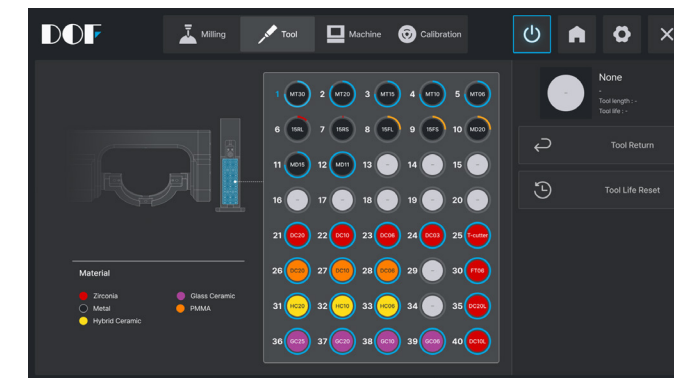 DOF
Milling
Tool
Machine
Calibration
None
-
Tool length : -
Tool life : -
Tool Return
Tool Life Reset
1 MT30 2 MT20 3 MT15 4 MT10 5 MT06
6 15RL 7 15RS 8 15FL 9 15FS 10 MD20
11 MD15 12 MD11 13 - 14 - 15 -
16 - 17 - 18 - 19 - 20 -
21 DC20 22 DC10 23 DC06 24 DC03 25 T-cutter
26 DC20 27 DC10 28 DC06 29 - 30 FT06
31 HC20 32 HC10 33 HC06 34 - 35 DC20L
36 GC25 37 GC20 38 GC10 39 GC06 40 DC10L
Material
Zirconia
Metal
Hybrid Ceramic
Glass Ceramic
PMMA